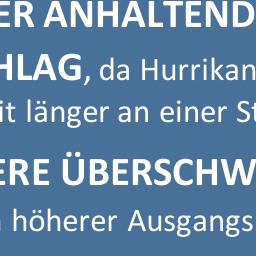 ER ANHALTEND
HLAG, da Hurrikan
it länger an einer St
ERE ÜBERSCHW
höherer Ausgangs